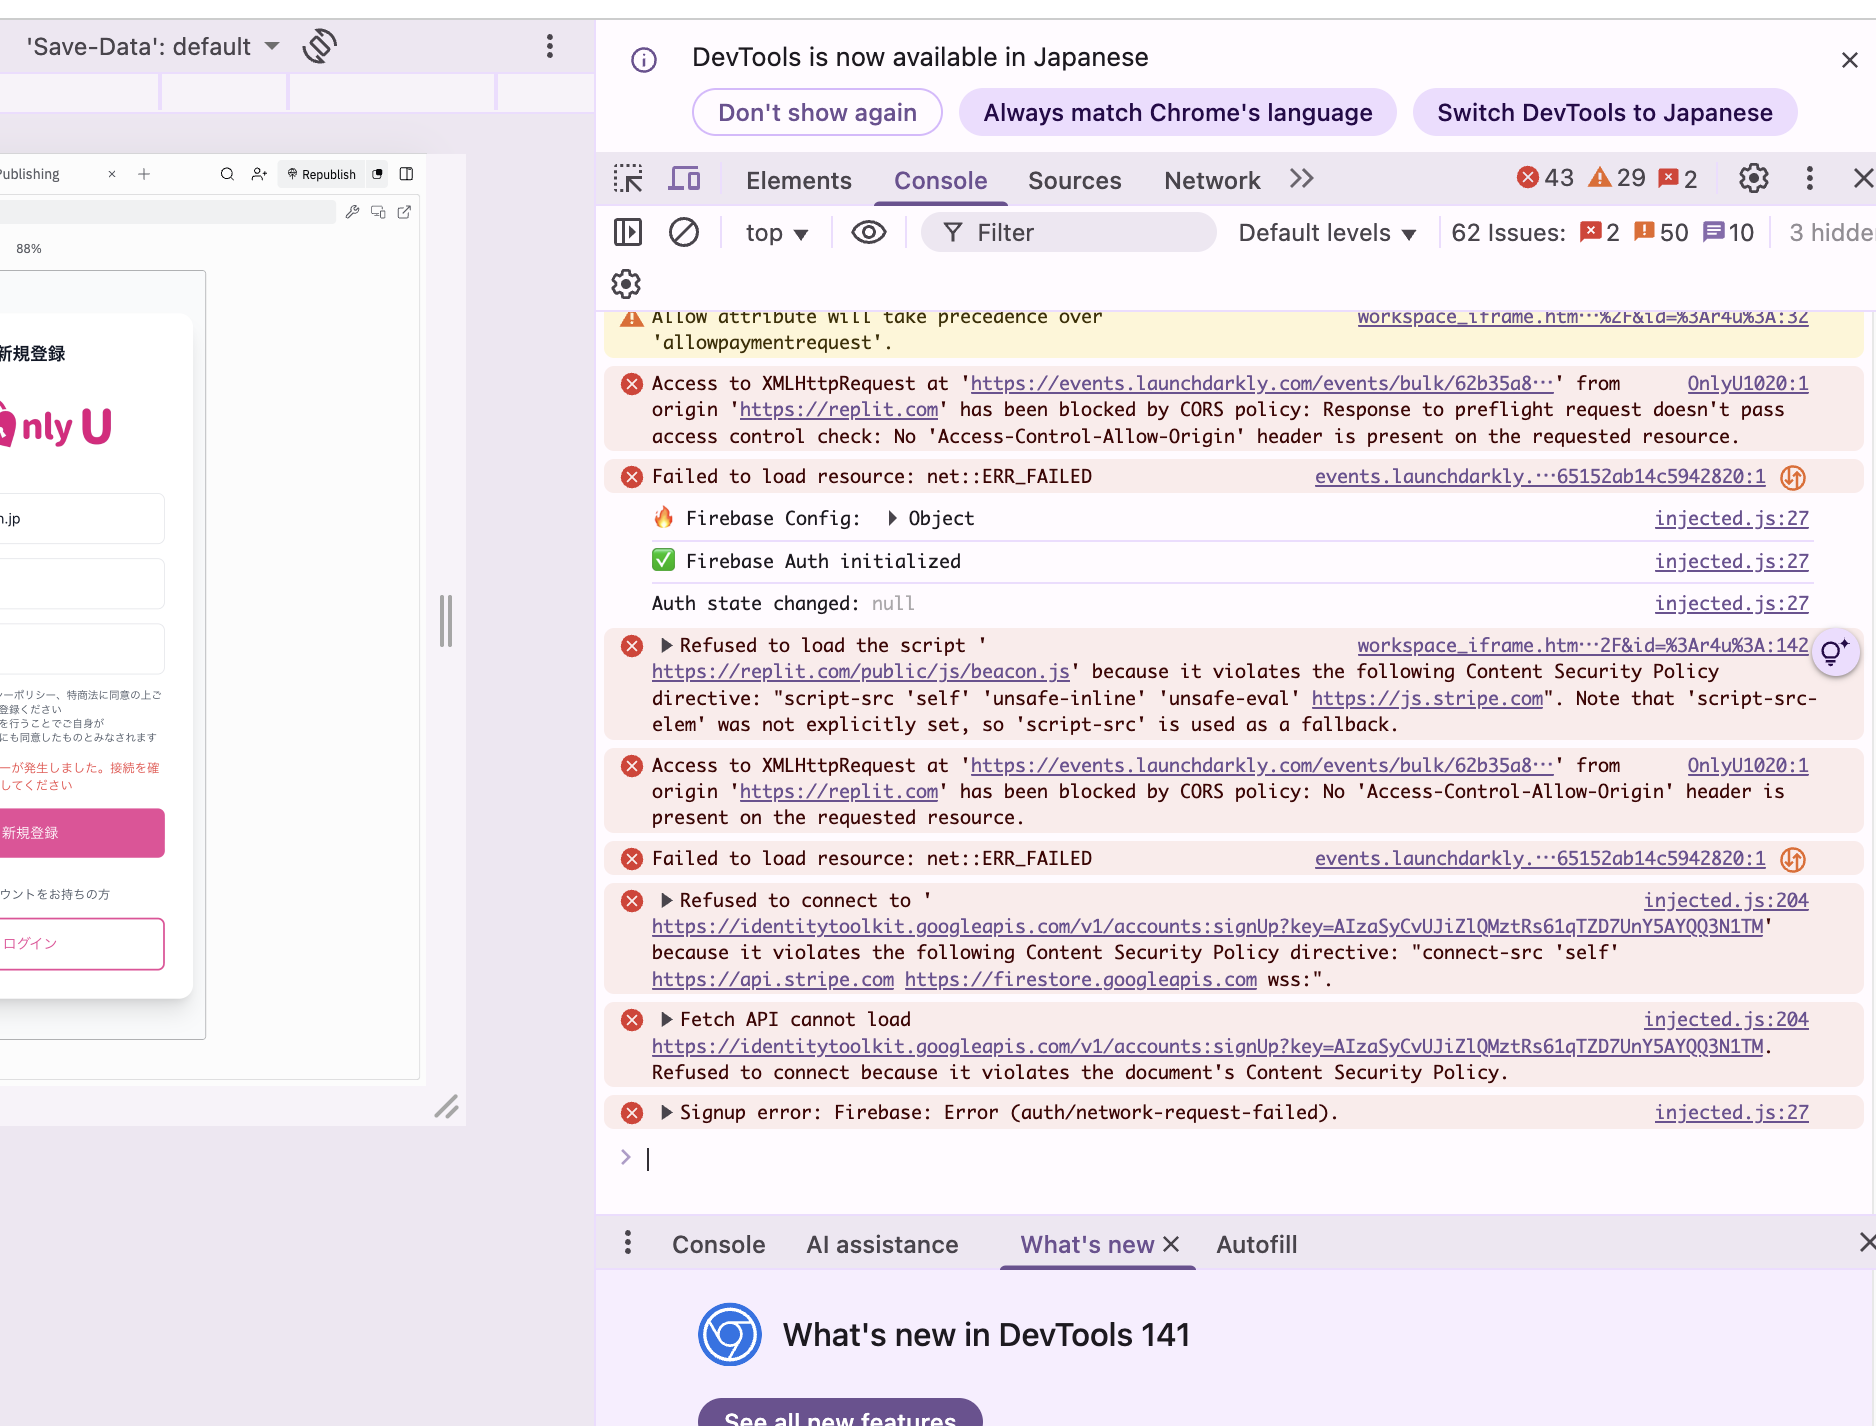 'Save-Data': default
Publishing
Republish
88%
新規登録
nly U
n.jp
シーポリシー、特商法に同意の上ご
登録ください
を行うことでご自身が
にも同意したものとみなされます
ーが発生しました。接続を確
してください
新規登録
ウントをお持ちの方
ログイン
DevTools is now available in Japanese
Don't show again
Always match Chrome's language
Switch DevTools to Japanese
Elements
Console
Sources
Network
43
29
2
top
Filter
Default levels
62 Issues:
2
50
10
3 hidde
Allow attribute will take precedence over
workspace_iframe.htm…%2F&id=%3Ar4u%3A:32
'allowpaymentrequest'.
Access to XMLHttpRequest at 'https://events.launchdarkly.com/events/bulk/62b35a8…' from
OnlyU1020:1
origin 'https://replit.com' has been blocked by CORS policy: Response to preflight request doesn't pass
access control check: No 'Access-Control-Allow-Origin' header is present on the requested resource.
Failed to load resource: net::ERR_FAILED
events.launchdarkly.…65152ab14c5942820:1
🔥 Firebase Config: ▶ Object
injected.js:27
✅ Firebase Auth initialized
injected.js:27
Auth state changed: null
injected.js:27
▶ Refused to load the script '
workspace_iframe.htm…2F&id=%3Ar4u%3A:142
https://replit.com/public/js/beacon.js' because it violates the following Content Security Policy
directive: "script-src 'self' 'unsafe-inline' 'unsafe-eval' https://js.stripe.com". Note that 'script-src-
elem' was not explicitly set, so 'script-src' is used as a fallback.
Access to XMLHttpRequest at 'https://events.launchdarkly.com/events/bulk/62b35a8…' from
OnlyU1020:1
origin 'https://replit.com' has been blocked by CORS policy: No 'Access-Control-Allow-Origin' header is
present on the requested resource.
Failed to load resource: net::ERR_FAILED
events.launchdarkly.…65152ab14c5942820:1
▶ Refused to connect to '
injected.js:204
https://identitytoolkit.googleapis.com/v1/accounts:signUp?key=AIzaSyCvUJiZlQMztRs61qTZD7UnY5AYQQ3N1TM'
because it violates the following Content Security Policy directive: "connect-src 'self'
https://api.stripe.com https://firestore.googleapis.com wss:".
▶ Fetch API cannot load
injected.js:204
https://identitytoolkit.googleapis.com/v1/accounts:signUp?key=AIzaSyCvUJiZlQMztRs61qTZD7UnY5AYQQ3N1TM.
Refused to connect because it violates the document's Content Security Policy.
▶ Signup error: Firebase: Error (auth/network-request-failed).
injected.js:27
Console
AI assistance
What's new
Autofill
What's new in DevTools 141
See all new features